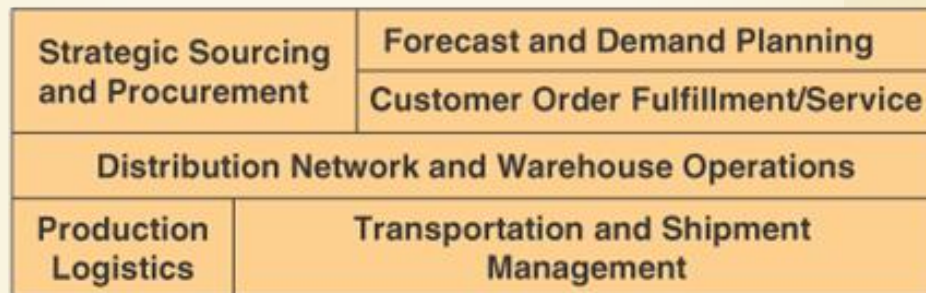 Strategic Sourcing
and Procurement
Forecast and Demand Planning
Customer Order Fulfillment/Service
Distribution Network and Warehouse Operations
Production
Logistics
Transportation and Shipment
Management